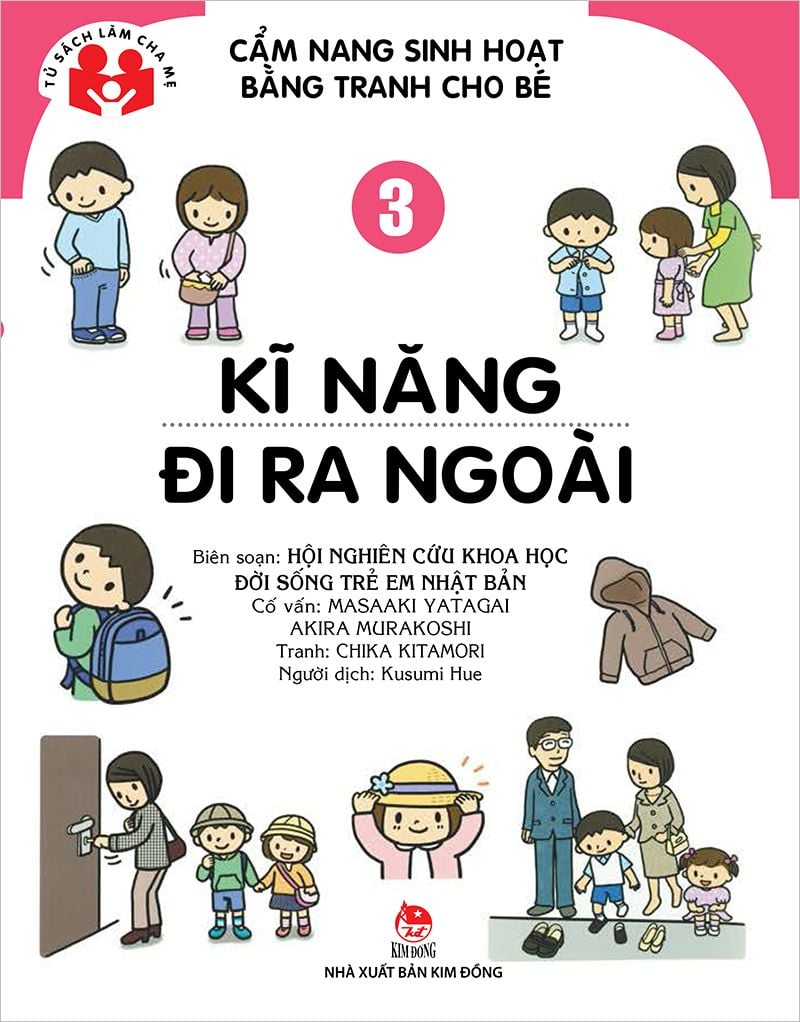 TỦ SÁCH LÀM CHA MẸ
CẨM NANG SINH HOẠT
BẰNG TRANH CHO BÉ
3
KĨ NĂNG
ĐI RA NGOÀI
Biên soạn: HỘI NGHIÊN CỨU KHOA HỌC
ĐỜI SỐNG TRẺ EM NHẬT BẢN
Cố vấn: MASAAKI YATAGAI
AKIRA MURAKOSHI
Tranh: CHIKA KITAMORI
Người dịch: Kusumi Huê
kđ
KIM ĐỒNG
NHÀ XUẤT BẢN KIM ĐỒNG